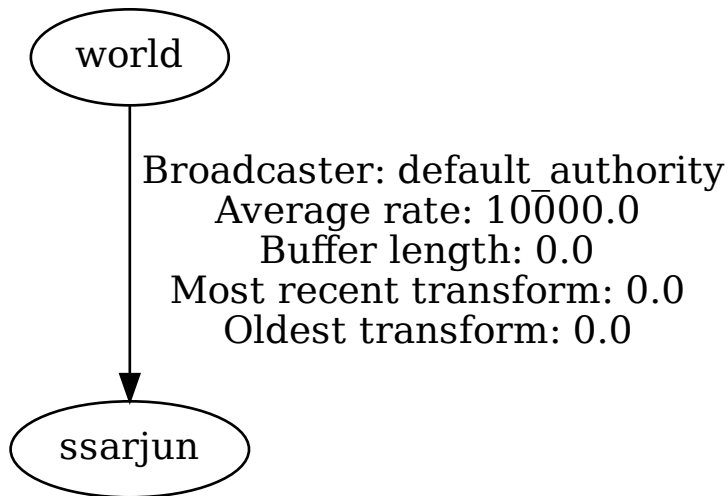 world
Broadcaster: default_authority
Average rate: 10000.0
Buffer length: 0.0
Most recent transform: 0.0
Oldest transform: 0.0
ssarjun